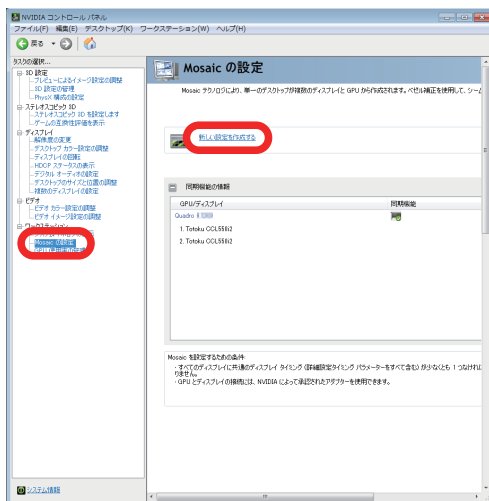 NVIDIA コントロール パネル
ファイル(F) 編集(E) デスクトップ(K) ワークステーション(W) ヘルプ(H)
戻る
タスクの選択...
3D 設定
プレビューによるイメージ設定の調整
3D 設定の管理
PhysX 構成の設定
ステレオスコピック 3D
ステレオスコピック 3D を設定します
ゲームの互換性評価を表示
ディスプレイ
解像度の変更
デスクトップ カラー設定の調整
ディスプレイの回転
HDCP ステータスの表示
デジタル オーディオの設定
デスクトップのサイズと位置の調整
複数のディスプレイの設定
ビデオ
ビデオ カラー設定の調整
ビデオ イメージ設定の調整
ワークステーション
Mosaic の設定
システム情報
Mosaic の設定
Mosaic テクノロジにより、単一のデスクトップが複数のディスプレイと GPU から作成されます。ベゼル補正を使用して、シーム
新しい設定を作成する
同期機能の情報
GPU/ディスプレイ 同期機能
Quadro
1. Totoku CCL550i2
2. Totoku CCL550i2
Mosaic を設定するための条件
・すべてのディスプレイに共通のディスプレイ タイミング (詳細設定タイミング パラメーターをすべて含む) が少なくとも 1 つなければ
りません。
・GPU とディスプレイの接続には、NVIDIA によって承認されたアダプターを使用できます。